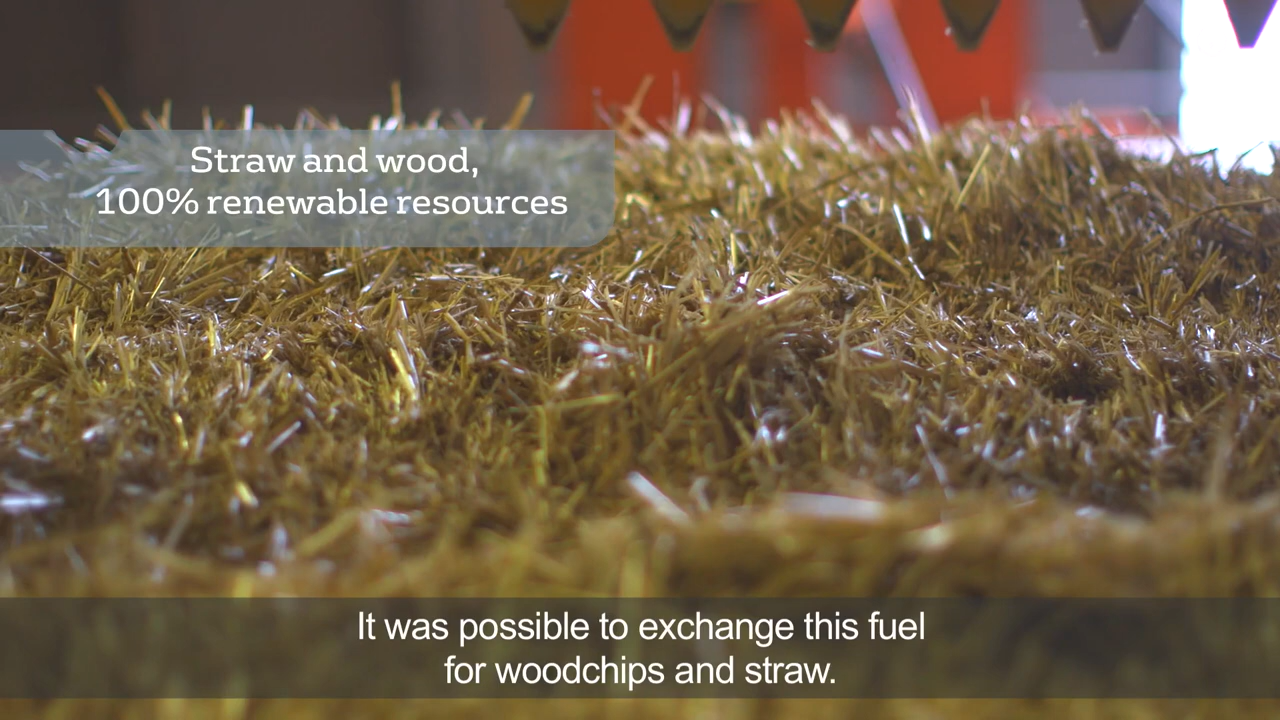 Straw and wood,
100% renewable resources
It was possible to exchange this fuel
for woodchips and straw.